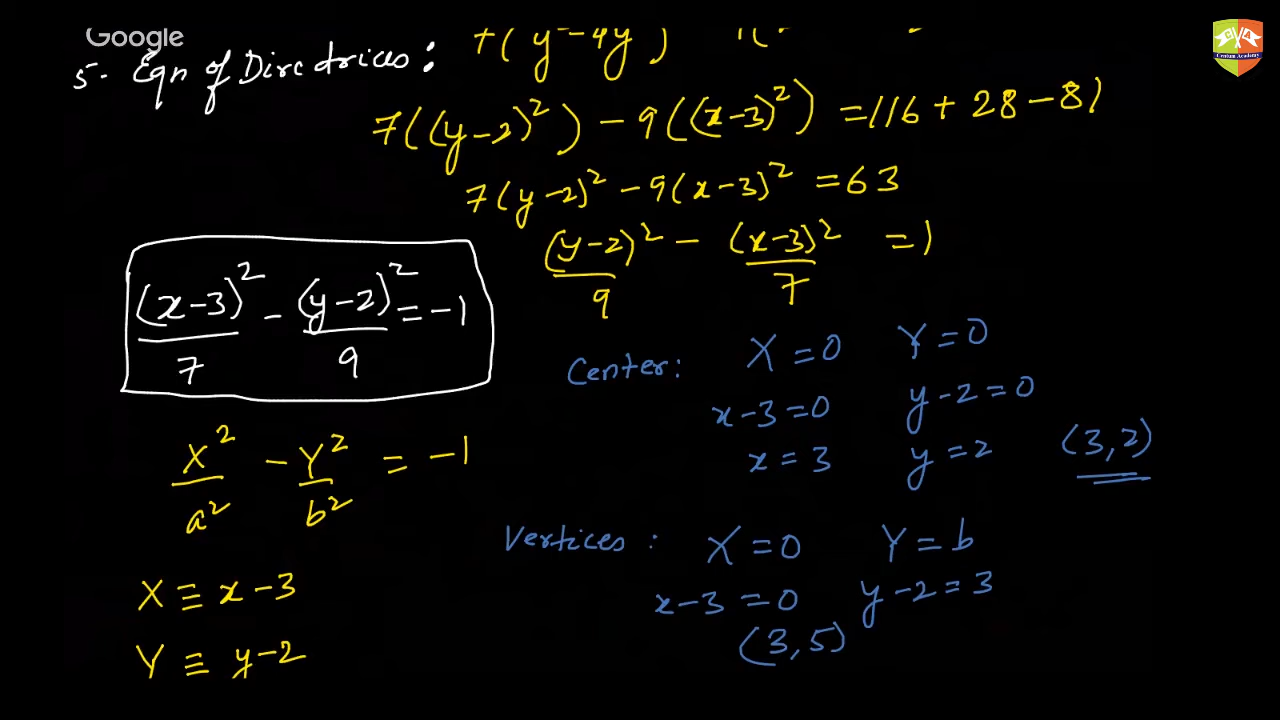 Google
5. Eqn of Directrices:
7((y-2)²) - 9((x-3)²) = 116 + 28 - 81
7(y-2)² - 9(x-3)² = 63
(y-2)²/9 - (x-3)²/7 = 1
(x-3)²/7 - (y-2)²/9 = -1
X²/a² - Y²/b² = -1
X ≡ x-3
Y ≡ y-2
Center: X = 0 Y = 0
x-3 = 0 y-2 = 0
x = 3 y = 2 (3, 2)
Vertices: X = 0 Y = b
x-3 = 0 y-2 = 3
(3, 5)